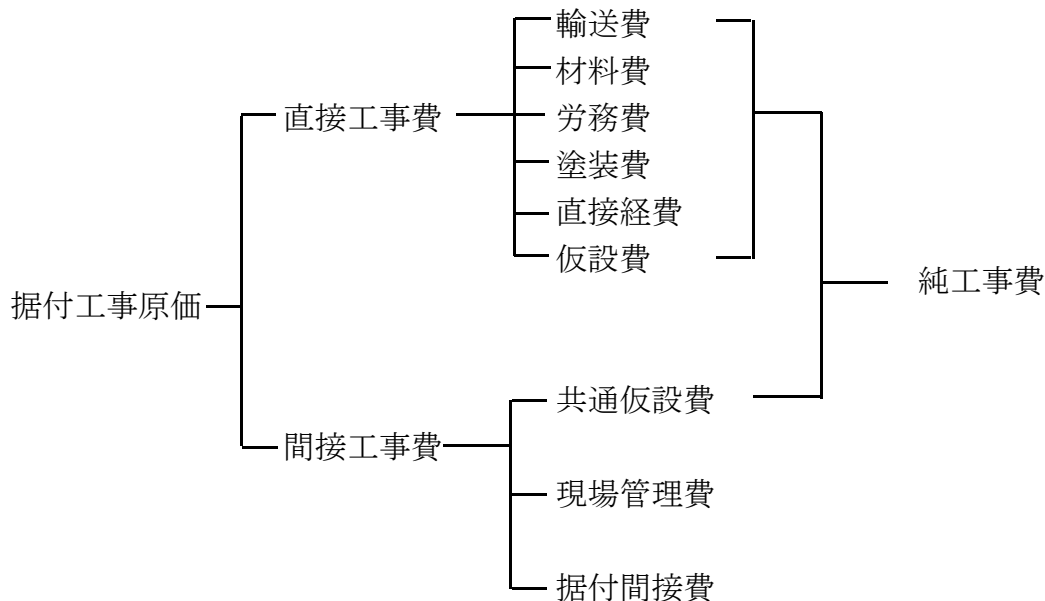 輸送費
材料費
直接工事費
労務費
塗装費
直接経費
仮設費
純工事費
据付工事原価
共通仮設費
間接工事費
現場管理費
据付間接費